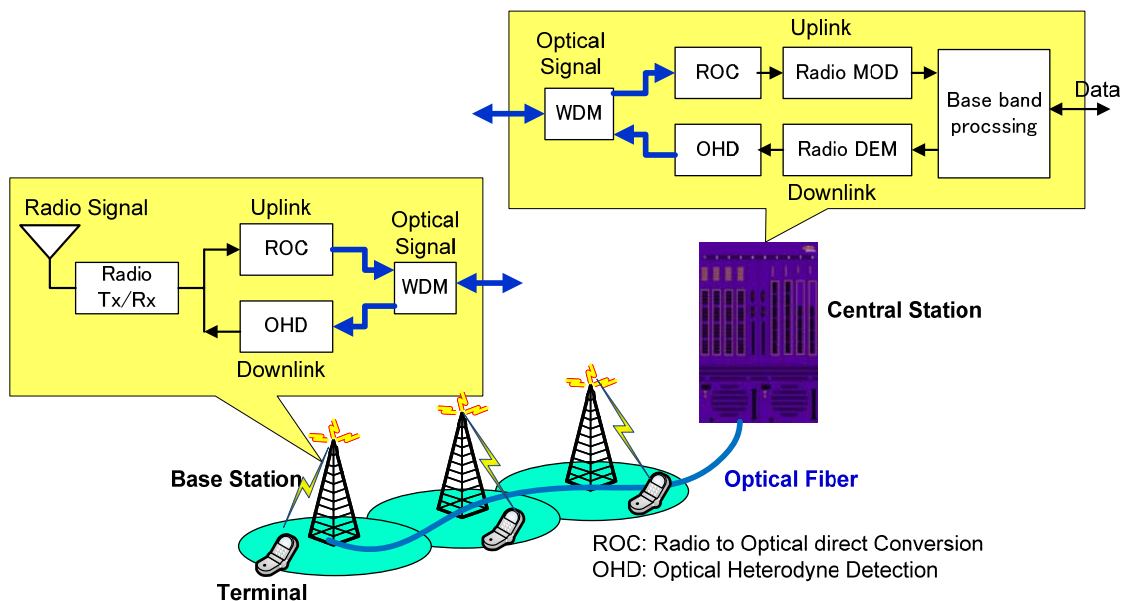 Uplink
Optical
Signal
ROC
Radio MOD
WDM
Base band
procssing
Data
OHD
Radio DEM
Downlink
Radio Signal
Uplink
Optical
Signal
ROC
Radio
Tx/Rx
WDM
OHD
Downlink
Central Station
Base Station
Optical Fiber
ROC: Radio to Optical direct Conversion
OHD: Optical Heterodyne Detection
Terminal